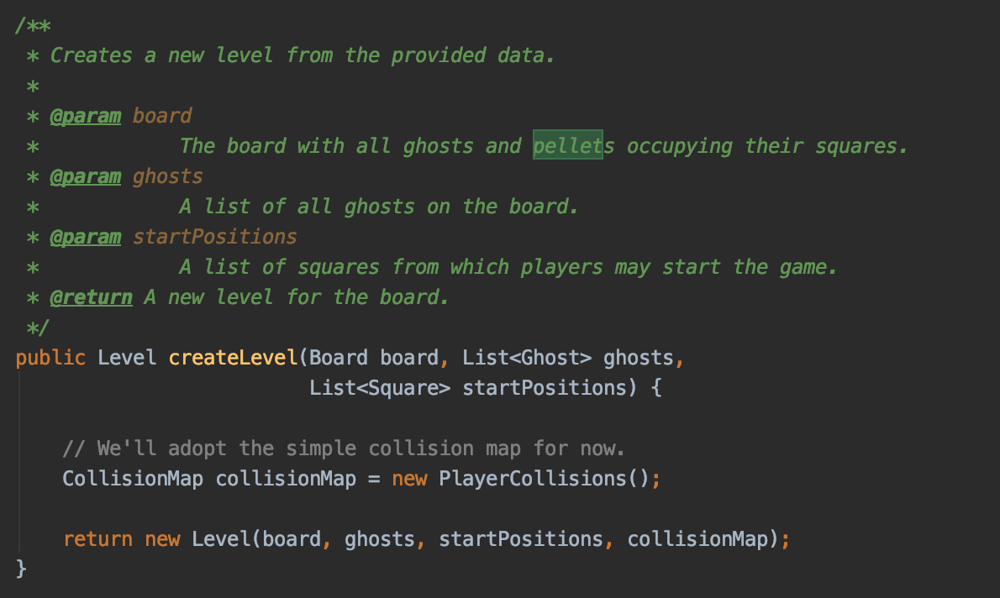 /**
 * Creates a new level from the provided data.
 *
 * @param board
 *            The board with all ghosts and pellets occupying their squares.
 * @param ghosts
 *            A list of all ghosts on the board.
 * @param startPositions
 *            A list of squares from which players may start the game.
 * @return A new level for the board.
 */
public Level createLevel(Board board, List<Ghost> ghosts,
                         List<Square> startPositions) {

    // We'll adopt the simple collision map for now.
    CollisionMap collisionMap = new PlayerCollisions();

    return new Level(board, ghosts, startPositions, collisionMap);
}